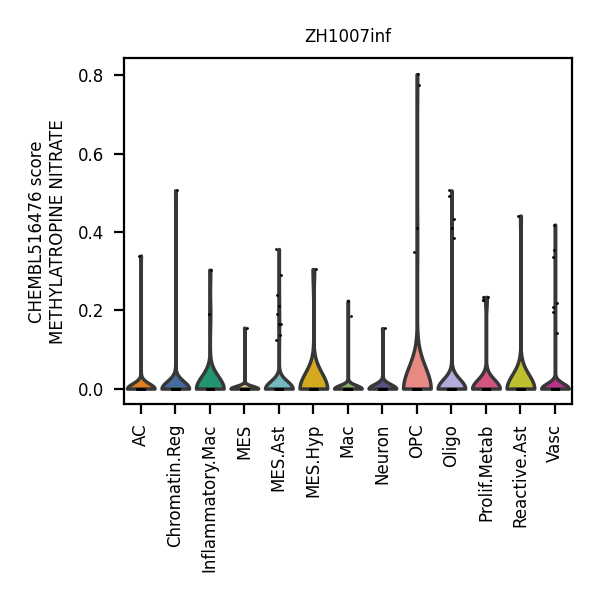 ZH1007inf
CHEMBL516476 score
METHYLATROPINE NITRATE
0.8
0.6
0.4
0.2
0.0
AC
Chromatin.Reg
Inflammatory.Mac
MES
MES.Ast
MES.Hyp
Mac
Neuron
OPC
Oligo
Prolif.Metab
Reactive.Ast
Vasc